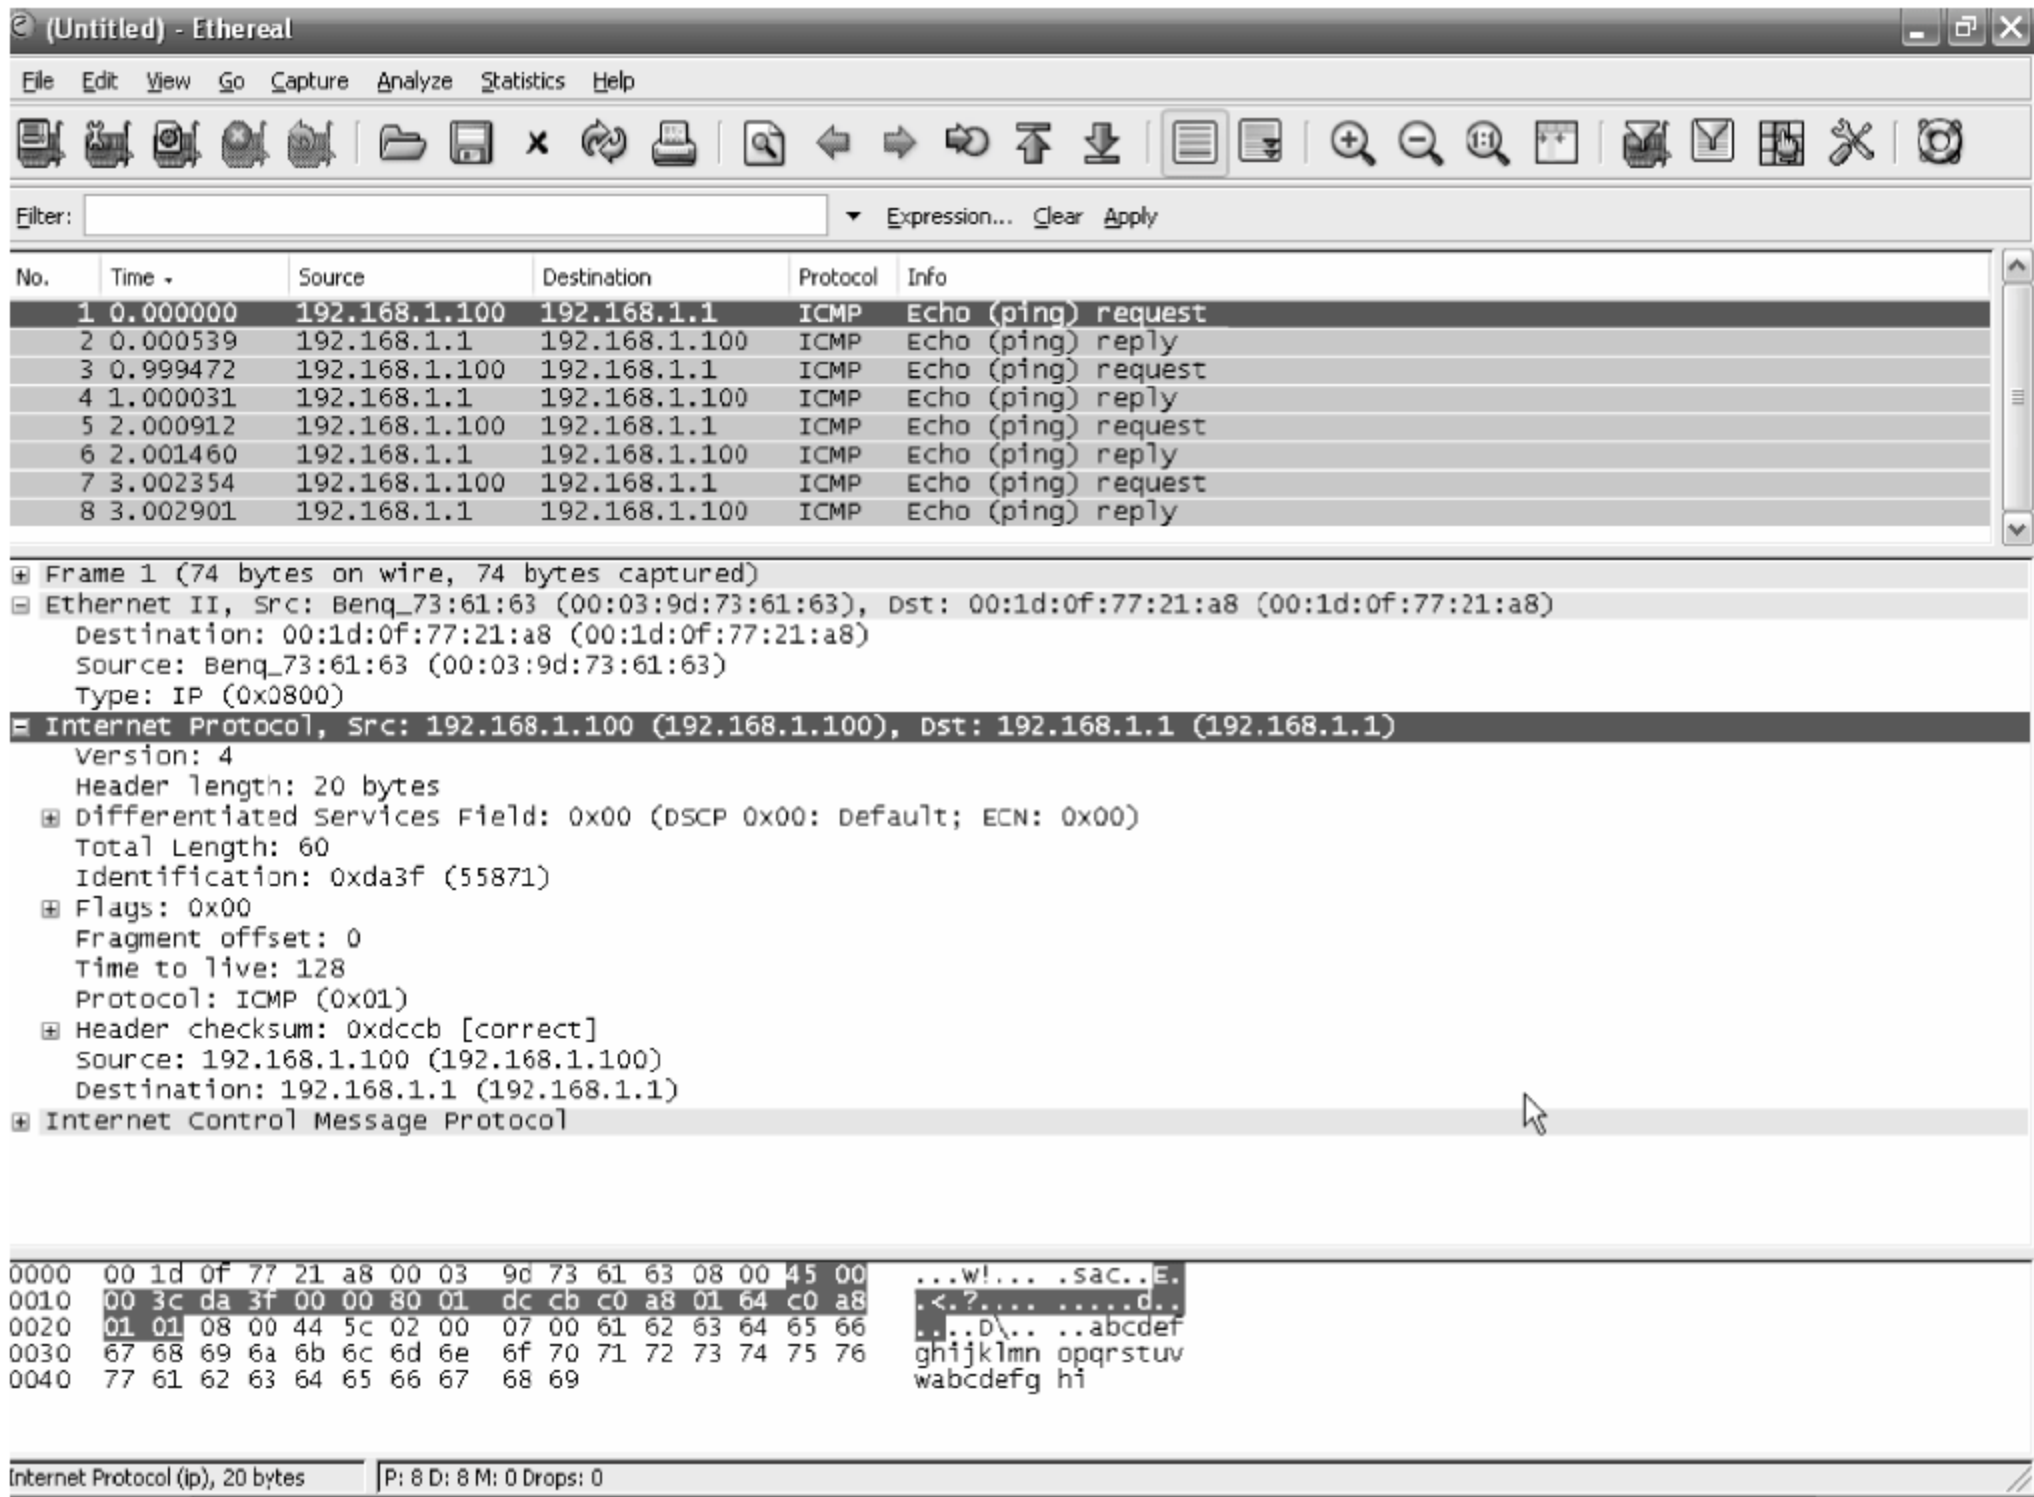 (Untitled) - Ethereal
File Edit View Go Capture Analyze Statistics Help
Filter: Expression... Clear Apply
No. Time Source Destination Protocol Info
1 0.000000 192.168.1.100 192.168.1.1 ICMP Echo (ping) request
2 0.000539 192.168.1.1 192.168.1.100 ICMP Echo (ping) reply
3 0.999472 192.168.1.100 192.168.1.1 ICMP Echo (ping) request
4 1.000031 192.168.1.1 192.168.1.100 ICMP Echo (ping) reply
5 2.000912 192.168.1.100 192.168.1.1 ICMP Echo (ping) request
6 2.001460 192.168.1.1 192.168.1.100 ICMP Echo (ping) reply
7 3.002354 192.168.1.100 192.168.1.1 ICMP Echo (ping) request
8 3.002901 192.168.1.1 192.168.1.100 ICMP Echo (ping) reply
Frame 1 (74 bytes on wire, 74 bytes captured)
Ethernet II, Src: Benq_73:61:63 (00:03:9d:73:61:63), Dst: 00:1d:0f:77:21:a8 (00:1d:0f:77:21:a8)
Destination: 00:1d:0f:77:21:a8 (00:1d:0f:77:21:a8)
Source: Benq_73:61:63 (00:03:9d:73:61:63)
Type: IP (0x0800)
Internet Protocol, Src: 192.168.1.100 (192.168.1.100), Dst: 192.168.1.1 (192.168.1.1)
Version: 4
Header length: 20 bytes
Differentiated Services Field: 0x00 (DSCP 0x00: Default; ECN: 0x00)
Total Length: 60
Identification: 0xda3f (55871)
Flags: 0x00
Fragment offset: 0
Time to live: 128
Protocol: ICMP (0x01)
Header checksum: 0xdccb [correct]
Source: 192.168.1.100 (192.168.1.100)
Destination: 192.168.1.1 (192.168.1.1)
Internet Control Message Protocol
0000 00 1d 0f 77 21 a8 00 03 9d 73 61 63 08 00 45 00 ...w!... .sac..E.
0010 00 3c da 3f 00 00 80 01 dc cb c0 a8 01 64 c0 a8 .<.?.... .....d..
0020 01 01 08 00 44 5c 02 00 07 00 61 62 63 64 65 66 ....D\.. ..abcdef
0030 67 68 69 6a 6b 6c 6d 6e 6f 70 71 72 73 74 75 76 ghijklmn opqrstuv
0040 77 61 62 63 64 65 66 67 68 69 wabcdefg hi
Internet Protocol (ip), 20 bytes P: 8 D: 8 M: 0 Drops: 0